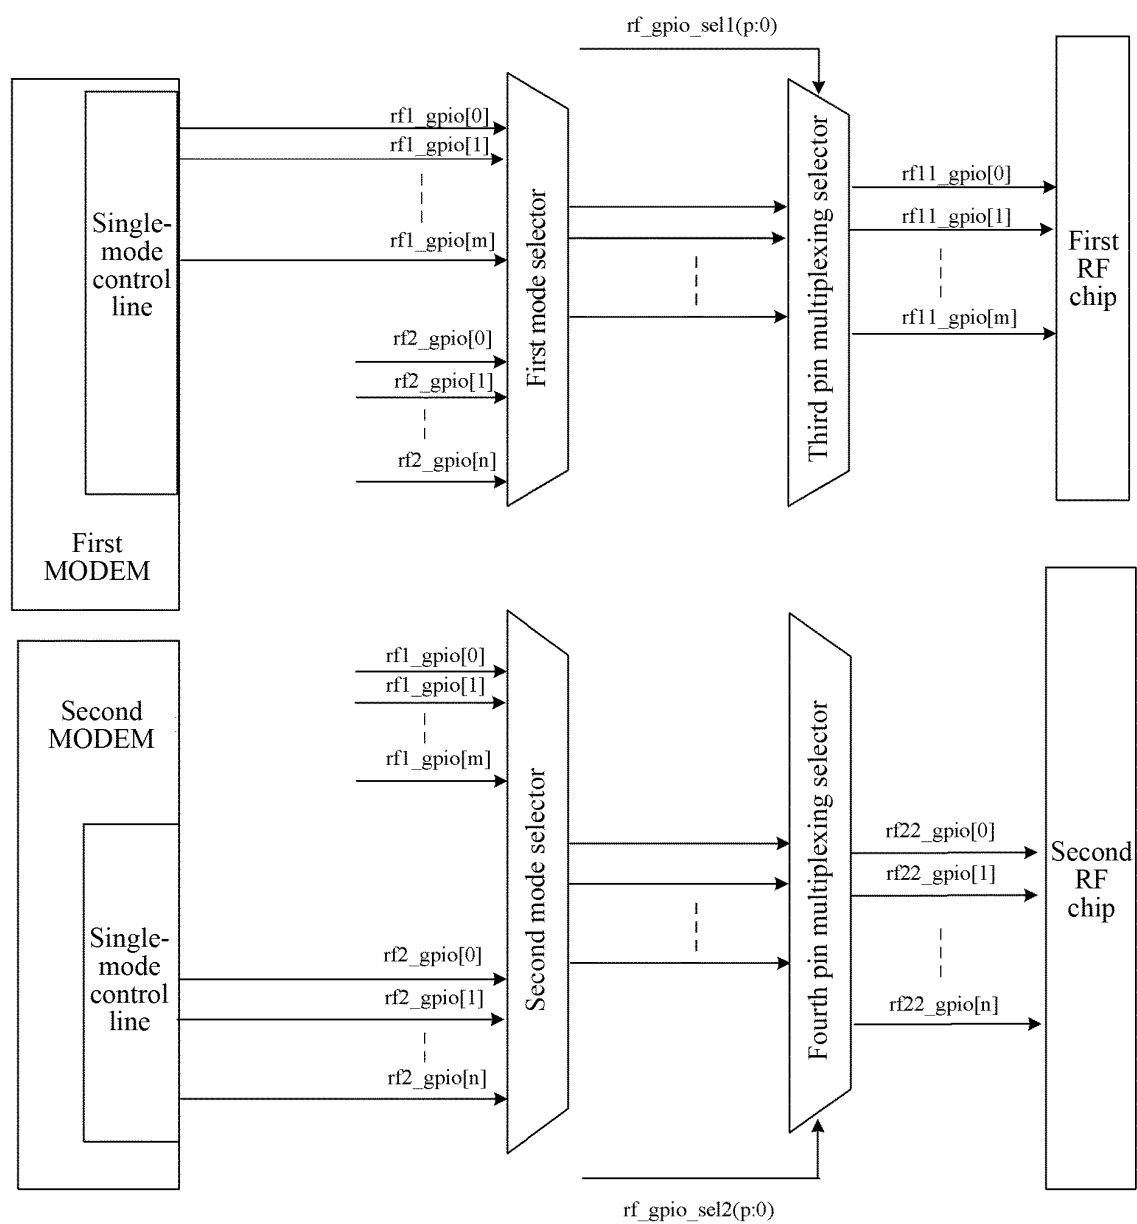 rf_gpio_sel1(p:0)
rf1_gpio[0]
rf1_gpio[1]
rf1_gpio[m]
Single-
mode
control
line
rf2_gpio[0]
rf2_gpio[1]
rf2_gpio[n]
First mode selector
Third pin multiplexing selector
rf11_gpio[0]
rf11_gpio[1]
rf11_gpio[m]
First
RF
chip
First
MODEM
Second
MODEM
rf1_gpio[0]
rf1_gpio[1]
rf1_gpio[m]
Single-
mode
control
line
rf2_gpio[0]
rf2_gpio[1]
rf2_gpio[n]
Second mode selector
Fourth pin multiplexing selector
rf22_gpio[0]
rf22_gpio[1]
rf22_gpio[n]
Second
RF
chip
rf_gpio_sel2(p:0)